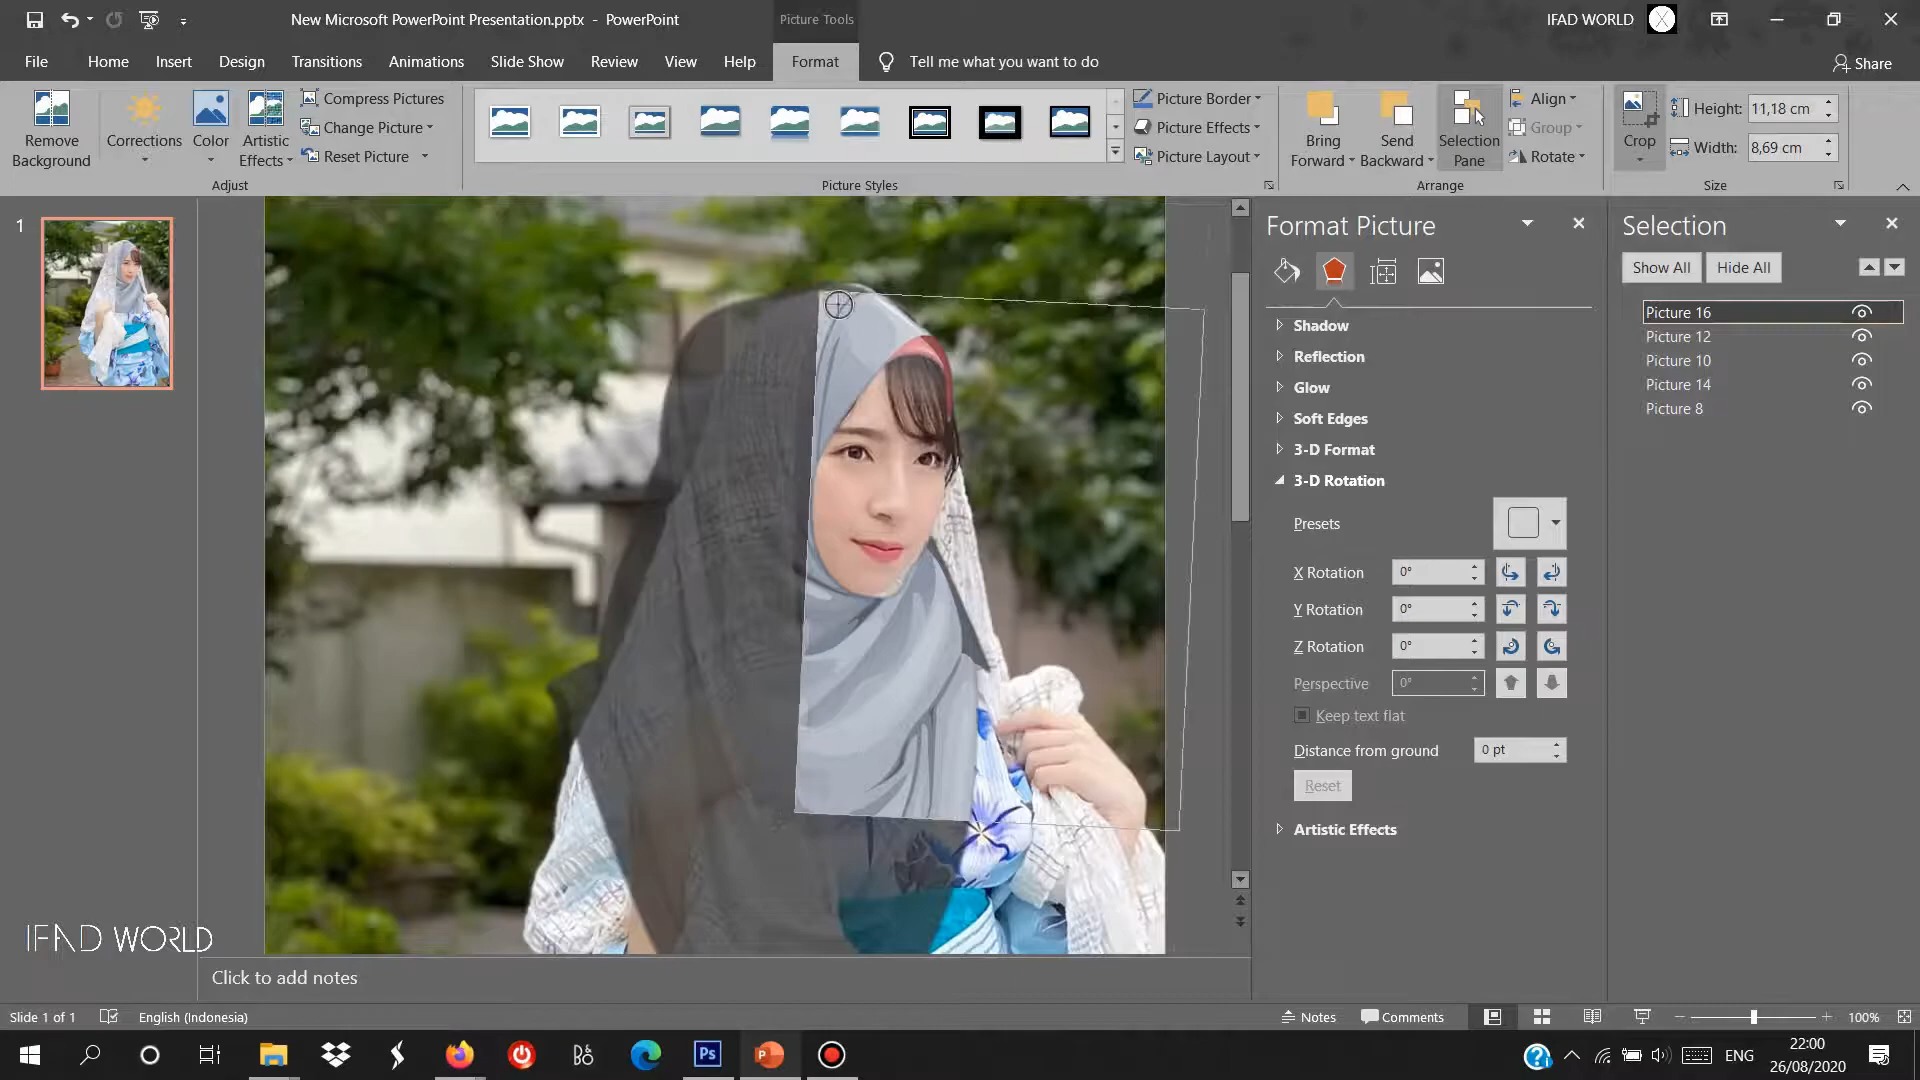 New Microsoft PowerPoint Presentation.pptx - PowerPoint
Picture Tools
IFAD WORLD
File
Home
Insert
Design
Transitions
Animations
Slide Show
Review
View
Help
Format
Tell me what you want to do
Share
Remove Background
Corrections
Color
Artistic Effects
Compress Pictures
Change Picture
Reset Picture
Adjust
Picture Styles
Picture Border
Picture Effects
Picture Layout
Bring Forward
Send Backward
Selection Pane
Align
Group
Rotate
Arrange
Crop
Height: 11,18 cm
Width: 8,69 cm
Size
1
Format Picture
Shadow
Reflection
Glow
Soft Edges
3-D Format
3-D Rotation
Presets
X Rotation 0°
Y Rotation 0°
Z Rotation 0°
Perspective 0°
Keep text flat
Distance from ground 0 pt
Reset
Artistic Effects
Selection
Show All
Hide All
Picture 16
Picture 12
Picture 10
Picture 14
Picture 8
IFAD WORLD
Click to add notes
Slide 1 of 1
English (Indonesia)
Notes
Comments
100%
Ps
P
ENG
22:00
26/08/2020